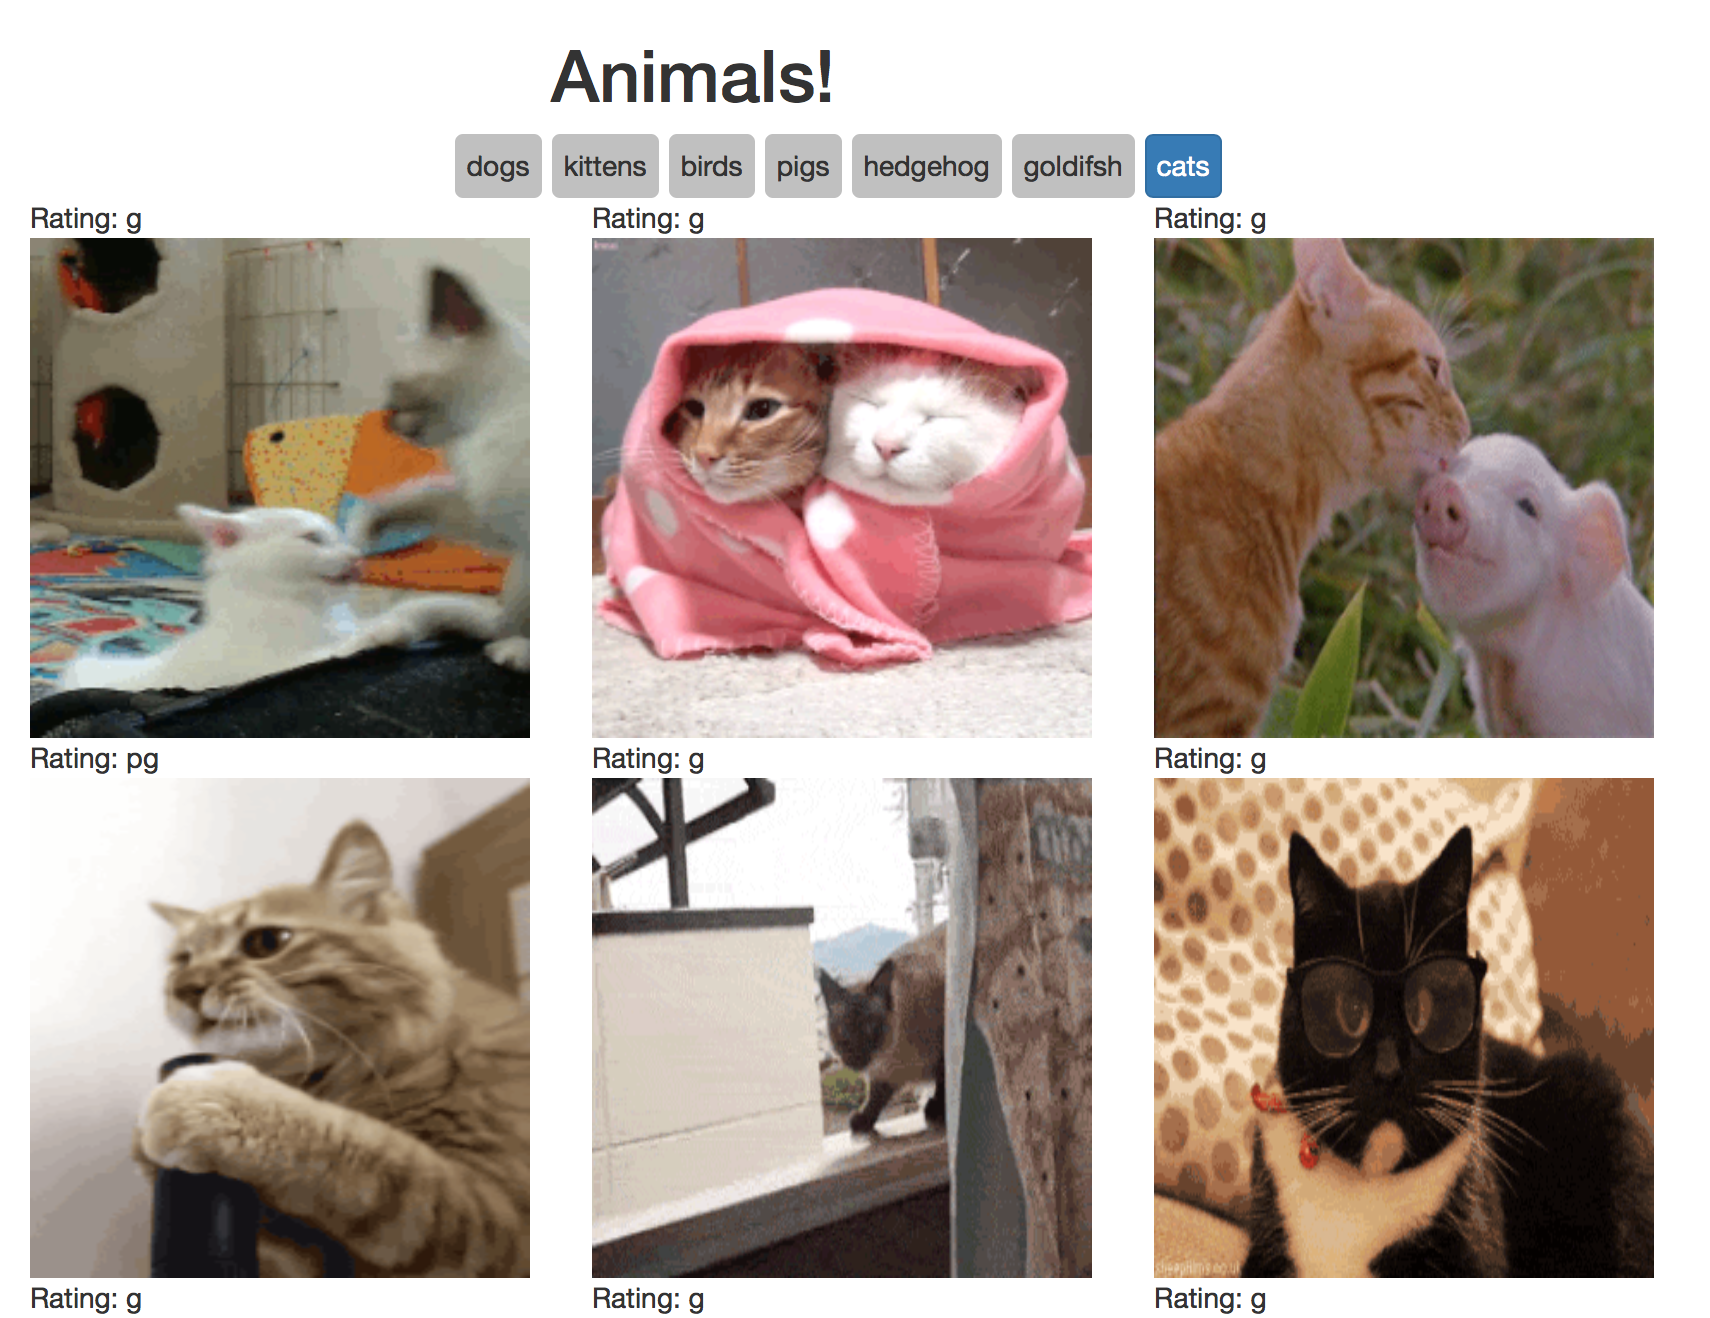 Animals!
dogs kittens birds pigs hedgehog goldifsh cats
Rating: g Rating: g Rating: g
Rating: pg Rating: g Rating: g
Rating: g Rating: g Rating: g